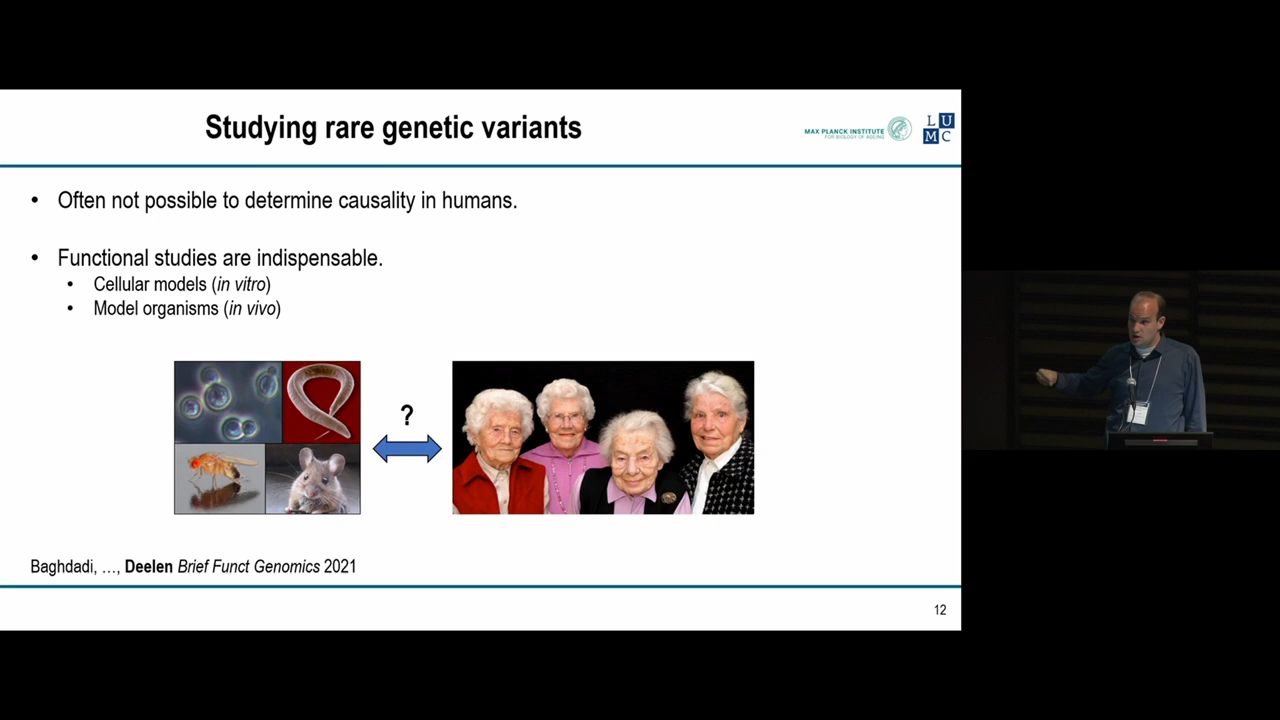 Studying rare genetic variants
MAX PLANCK INSTITUTE
FOR BIOLOGY OF AGEING
L U
M C
• Often not possible to determine causality in humans.
• Functional studies are indispensable.
• Cellular models (in vitro)
• Model organisms (in vivo)
?
Baghdadi, …, Deelen Brief Funct Genomics 2021
12